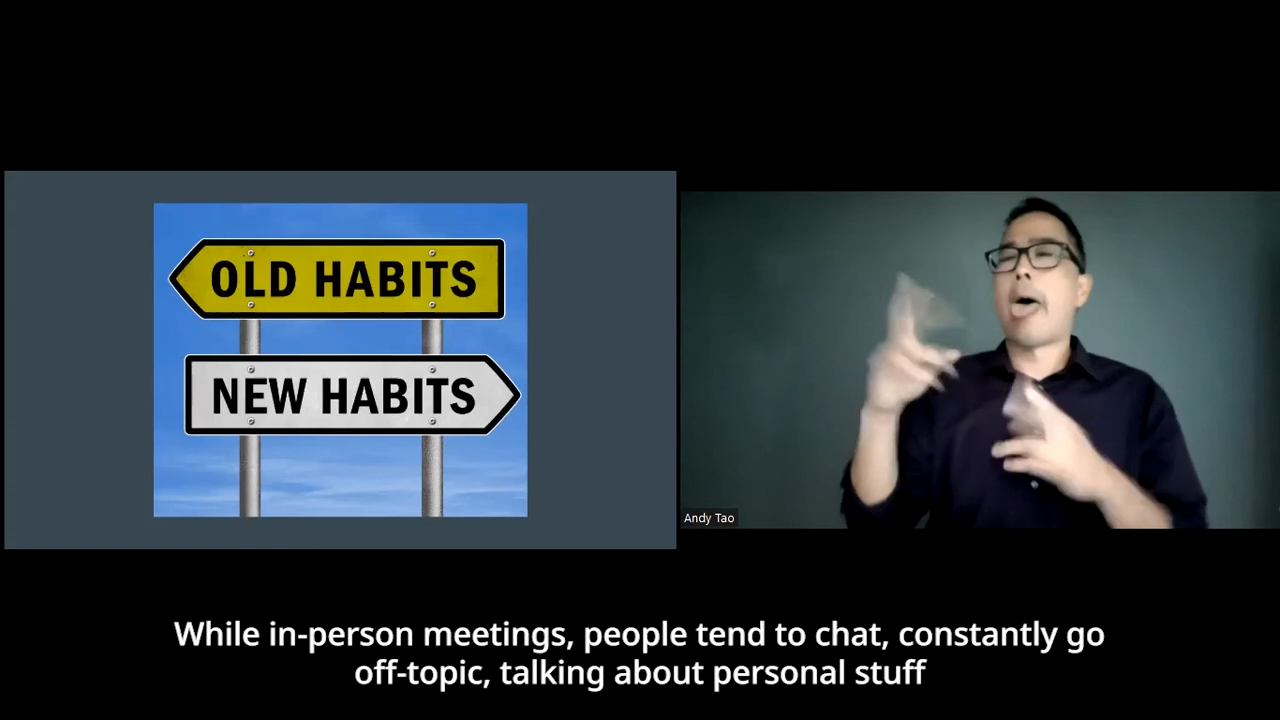 OLD HABITS
NEW HABITS
Andy Tao
While in-person meetings, people tend to chat, constantly go
off-topic, talking about personal stuff